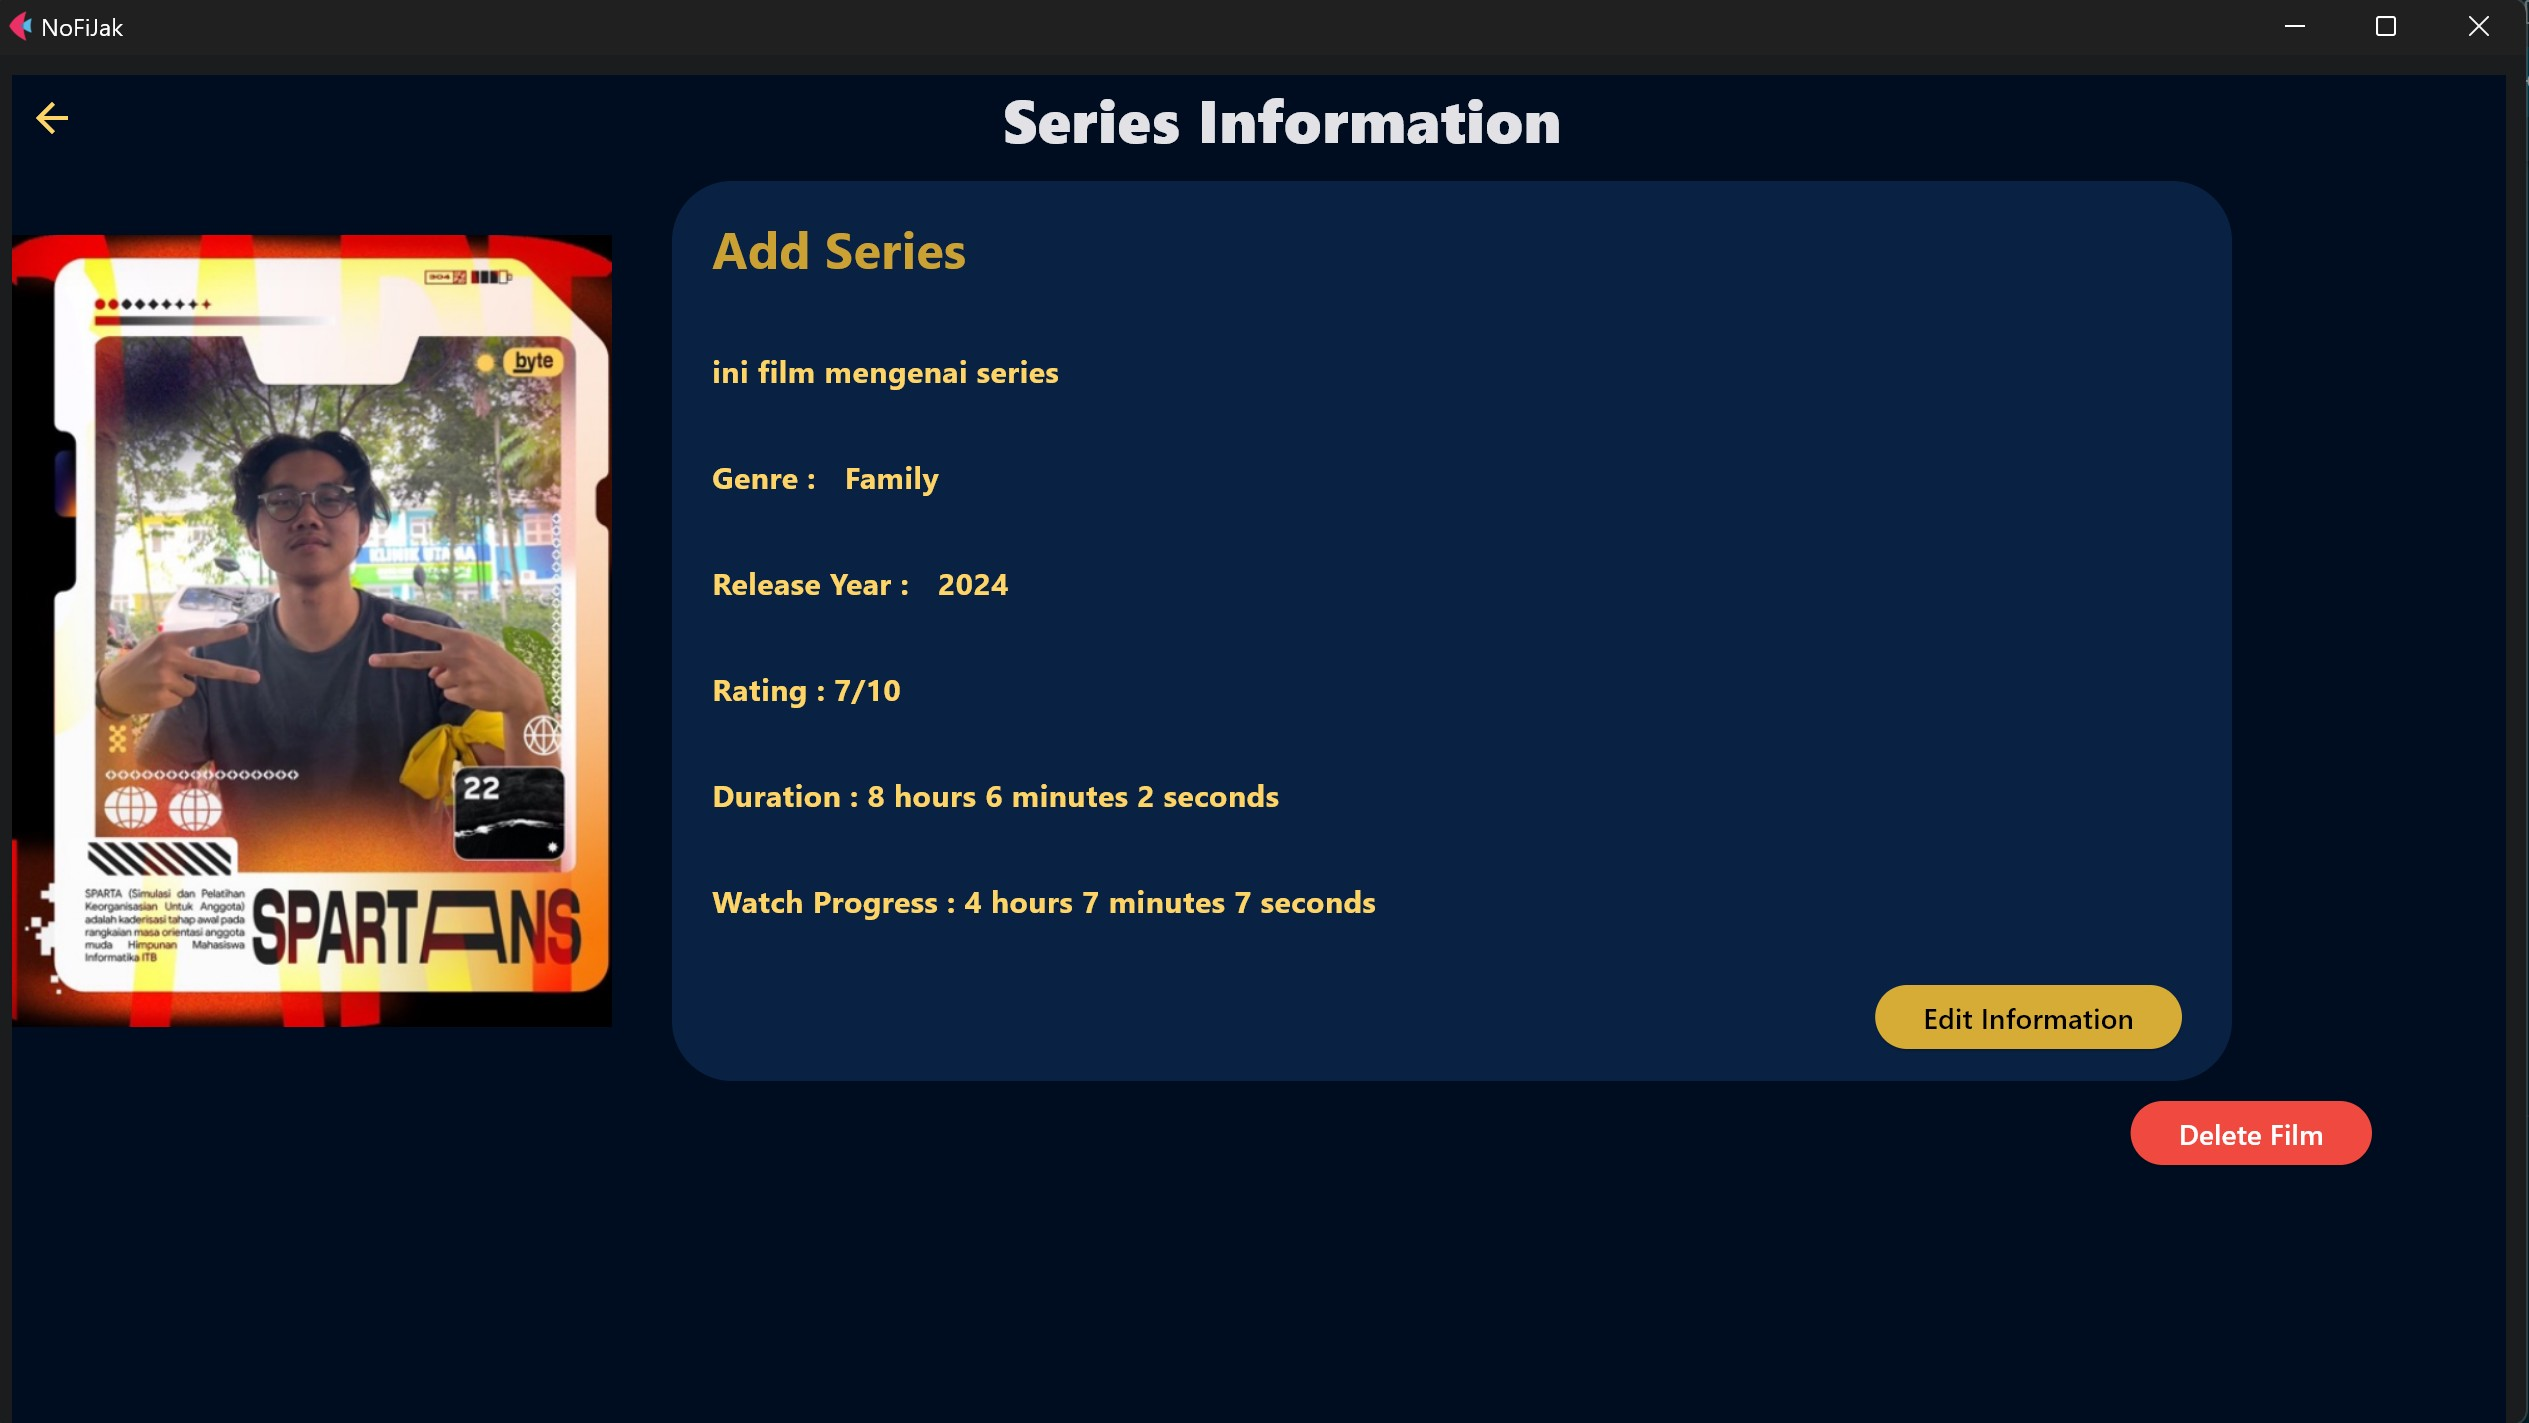 NoFiJak
Series Information
Add Series
ini film mengenai series
Genre : Family
Release Year : 2024
Rating : 7/10
Duration : 8 hours 6 minutes 2 seconds
Watch Progress : 4 hours 7 minutes 7 seconds
Edit Information
Delete Film
304
byte
KLINIK UTAMA
22
SPARTA (Simulasi dan Pelatihan
Keorganisasian Untuk Anggota)
adalah kaderisasi tahap awal pada
rangkaian masa orientasi anggota
muda Himpunan Mahasiswa
Informatika ITB
SPARTANS